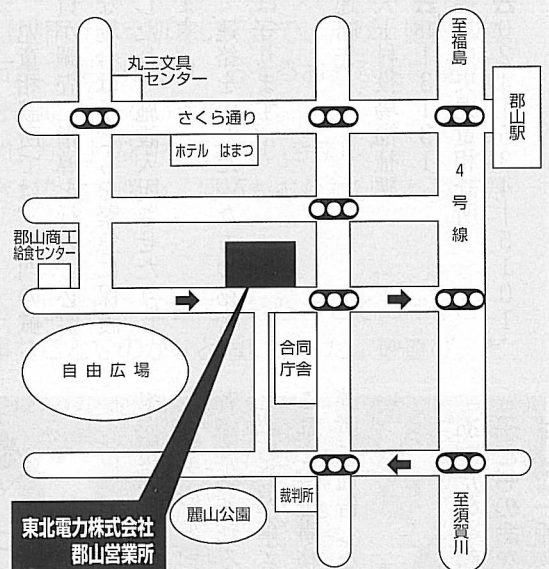 至福島
丸三文具
センター
さくら通り
郡山駅
ホテル はまつ
4号線
郡山商工
給食センター
合同
庁舎
自由広場
裁判所
麗山公園
至須賀川
東北電力株式会社
郡山営業所